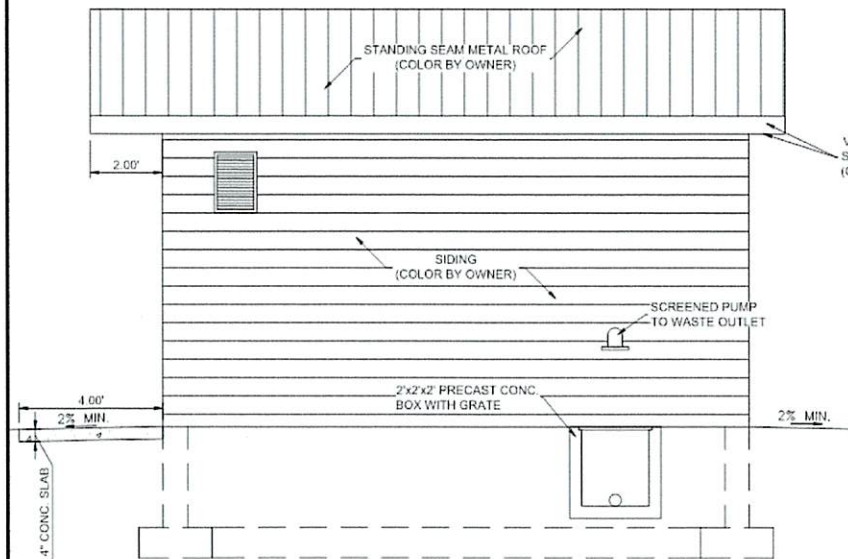 STANDING SEAM METAL ROOF
(COLOR BY OWNER)
2.00'
SIDING
(COLOR BY OWNER)
SCREENED PUMP
TO WASTE OUTLET
4.00'
2% MIN.
2'x2'x2' PRECAST CONC.
BOX WITH GRATE
2% MIN.
4" CONC. SLAB